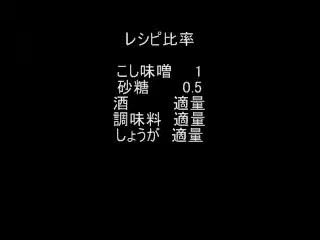 レシピ比率
こし味噌 1
砂糖 0.5
酒 適量
調味料 適量
しょうが 適量